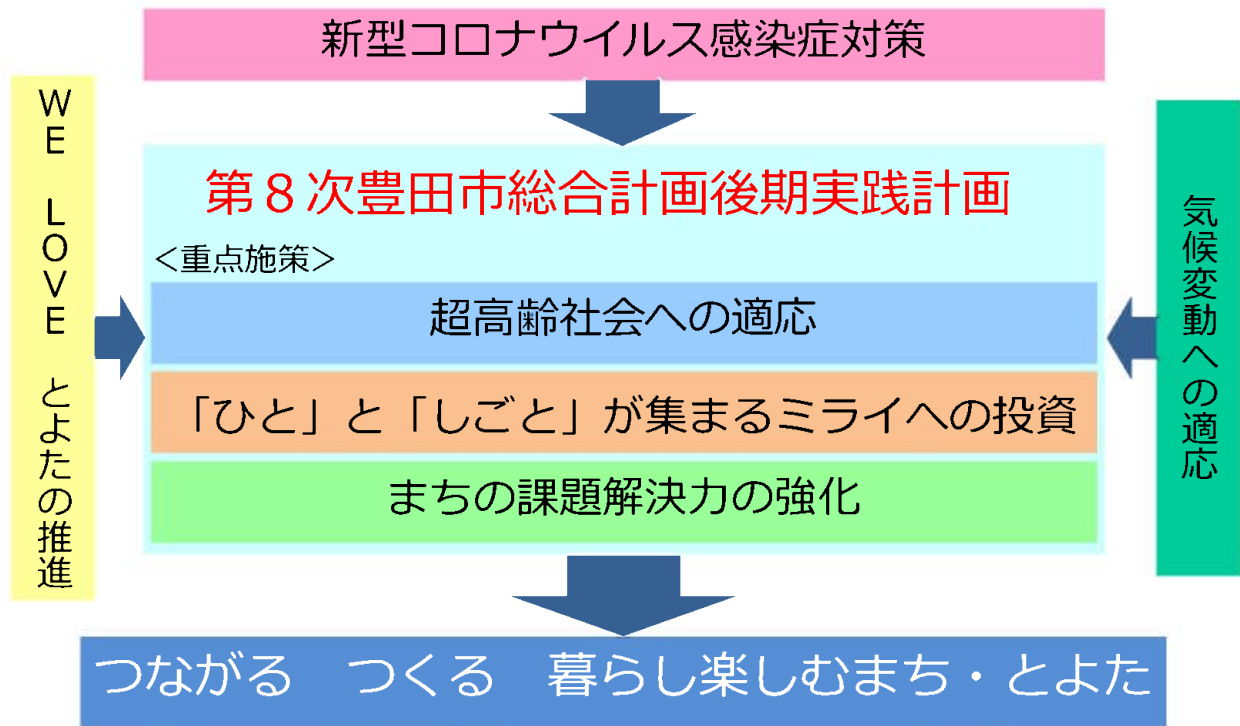 新型コロナウイルス感染症対策
WE LOVE とよたの推進
第８次豊田市総合計画後期実践計画
＜重点施策＞
超高齢社会への適応
「ひと」と「しごと」が集まるミライへの投資
まちの課題解決力の強化
気候変動への適応
つながる　つくる　暮らし楽しむまち・とよた